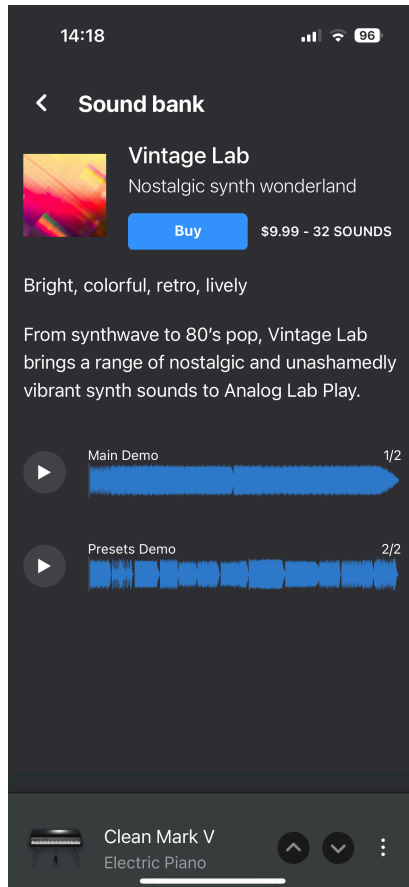 14:18
96
Sound bank
Vintage Lab
Nostalgic synth wonderland
Buy
$9.99 - 32 SOUNDS
Bright, colorful, retro, lively
From synthwave to 80’s pop, Vintage Lab
brings a range of nostalgic and unashamedly
vibrant synth sounds to Analog Lab Play.
Main Demo
1/2
Presets Demo
2/2
Clean Mark V
Electric Piano